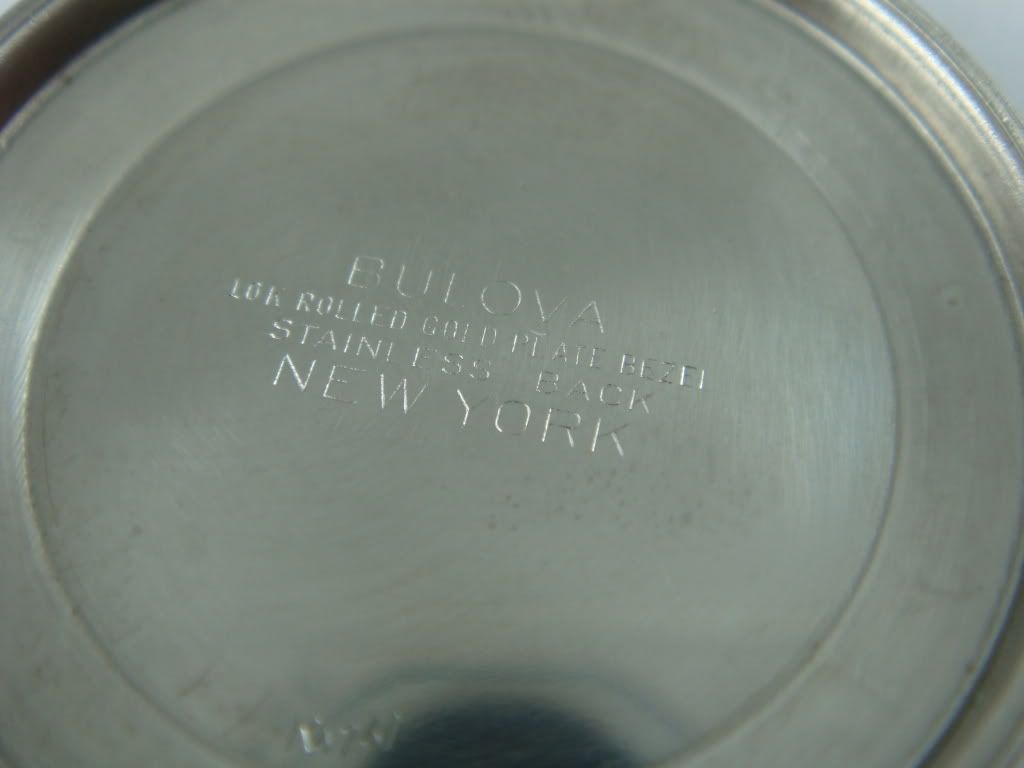 BULOVA
10K ROLLED GOLD PLATE BEZEL
STAINLESS BACK
NEW YORK